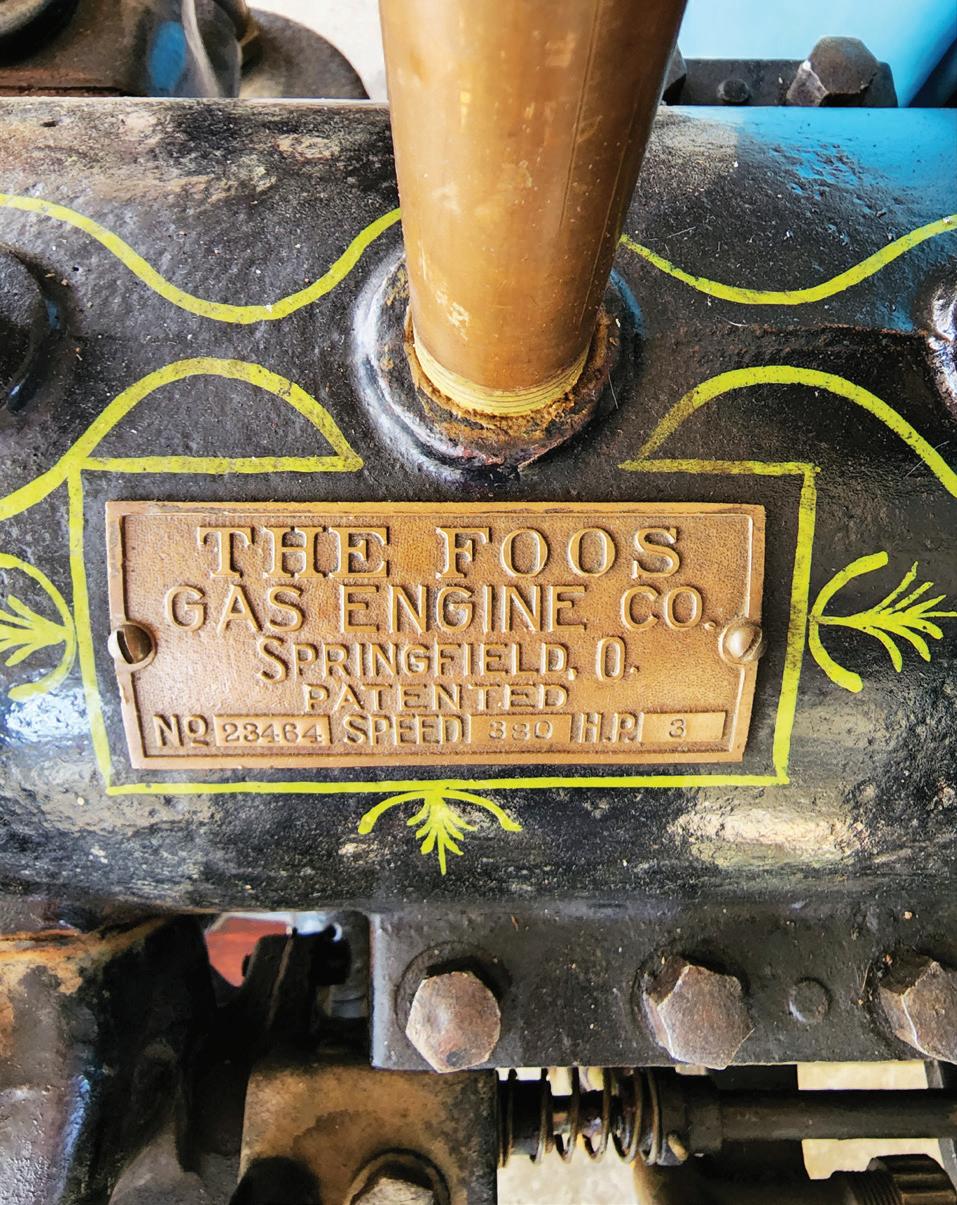 THE FOOS
GAS ENGINE CO.
SPRINGFIELD, O.
PATENTED
No 23464 SPEED 380 H.P. 3